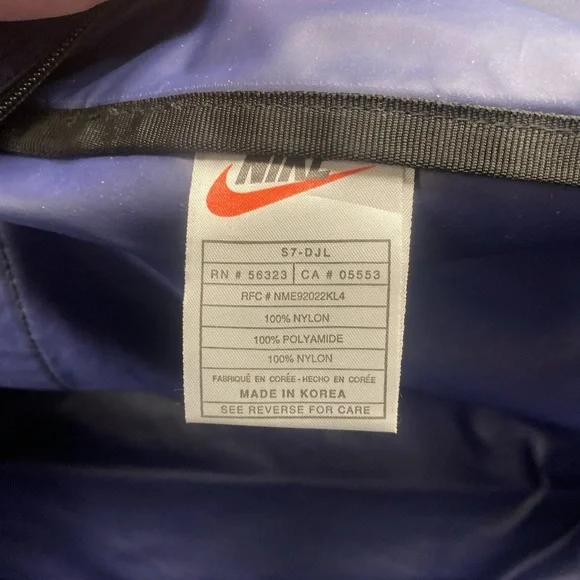 NIKE
S7-DJL
RN # 56323 CA # 05553
RFC # NME92022KL4
100% NYLON
100% POLYAMIDE
100% NYLON
FABRIQUÉ EN CORÉE-HECHO EN CORÉE
MADE IN KOREA
SEE REVERSE FOR CARE